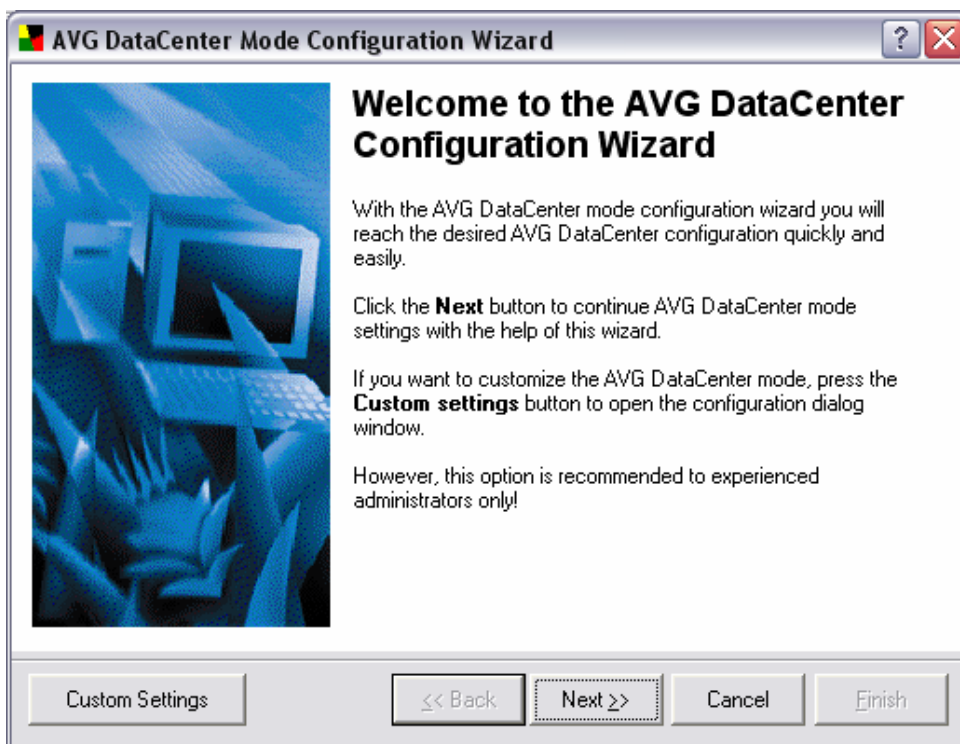 AVG DataCenter Mode Configuration Wizard
Welcome to the AVG DataCenter
Configuration Wizard
With the AVG DataCenter mode configuration wizard you will
reach the desired AVG DataCenter configuration quickly and
easily.
Click the Next button to continue AVG DataCenter mode
settings with the help of this wizard.
If you want to customize the AVG DataCenter mode, press the
Custom settings button to open the configuration dialog
window.
However, this option is recommended to experienced
administrators only!
Custom Settings
<< Back
Next >>
Cancel
Finish